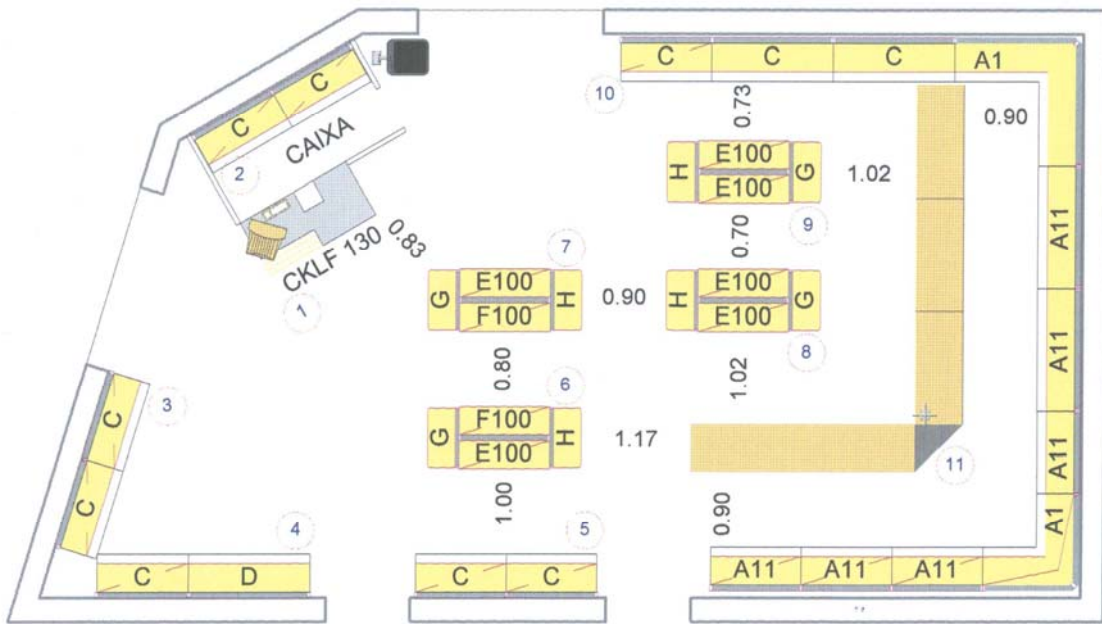 C C C A1
10
0.90
0.73
C
C
CAIXA
2
H E100 G
E100
1.02
9
0.70
CKLF 130
0.83
1
7
G E100 H
F100
0.90
H E100 G
E100
8
A11
A11
A11
A1
0.80
1.02
3
C
C
6
G F100 H
E100
1.17
11
1.00
0.90
4
C D
5
C C
A11 A11 A11